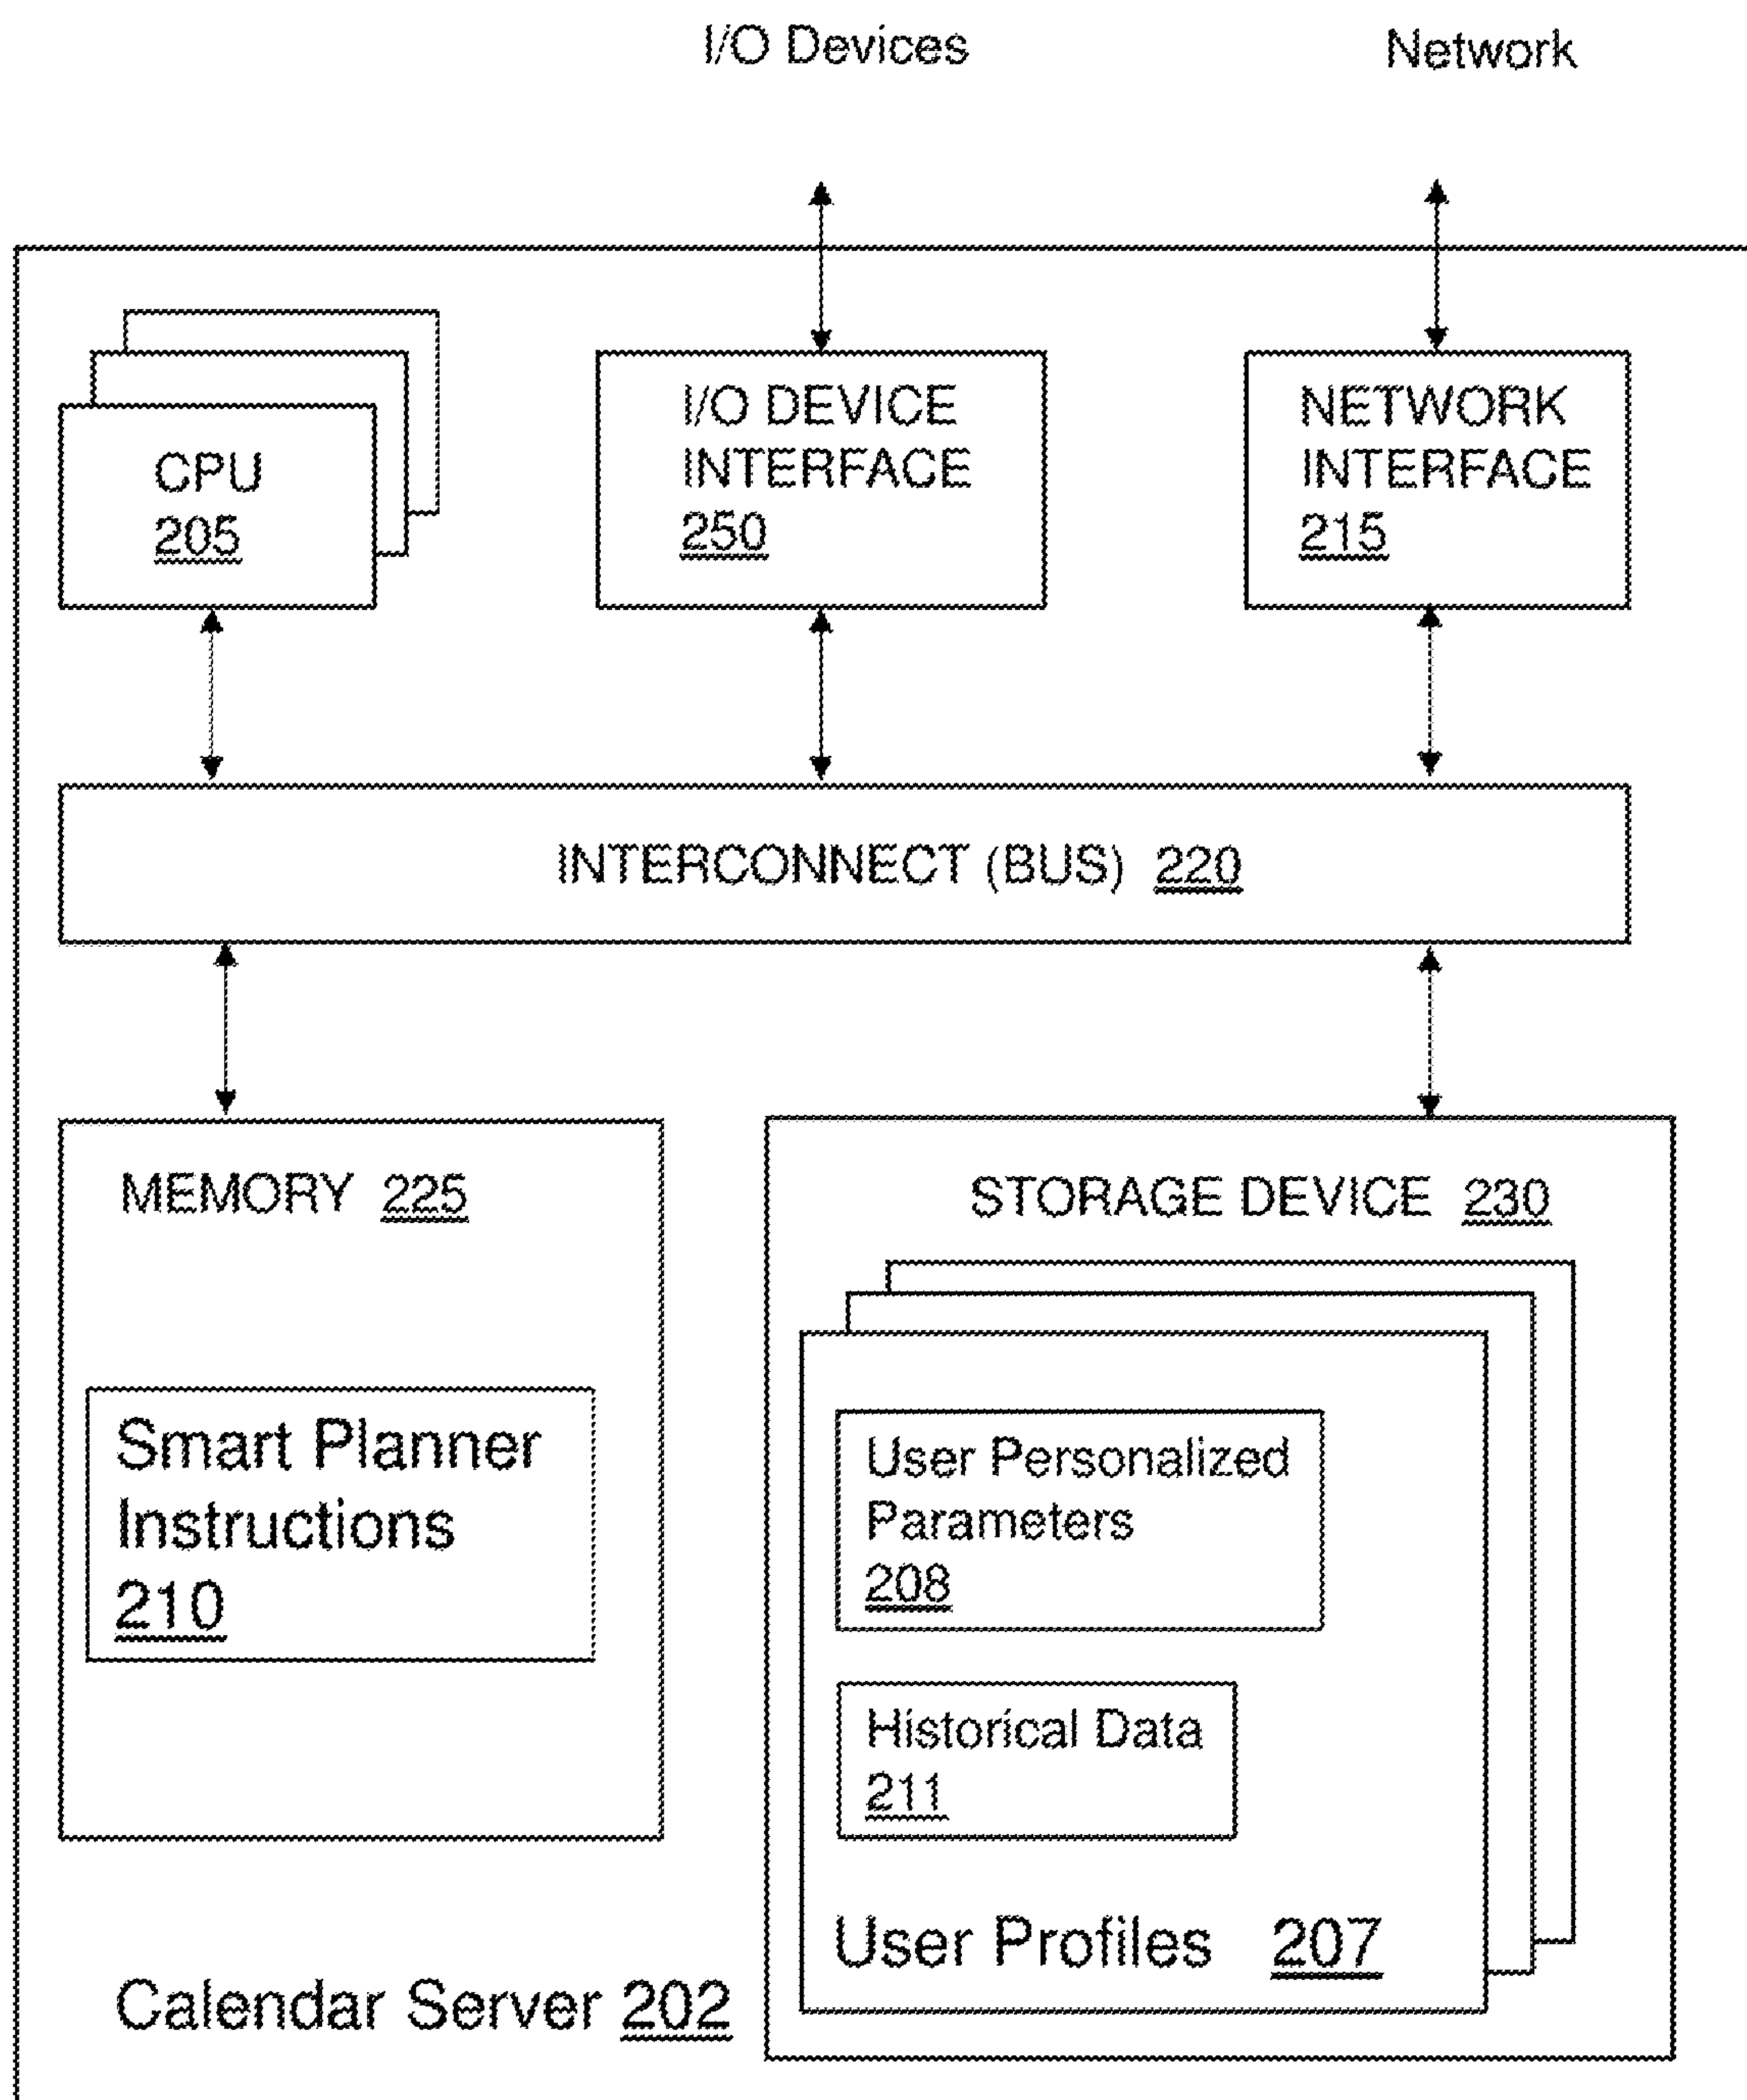 I/O Devices
Network
CPU
205
I/O DEVICE
INTERFACE
250
NETWORK
INTERFACE
215
INTERCONNECT (BUS) 220
MEMORY 225
Smart Planner
Instructions
210
STORAGE DEVICE 230
User Personalized
Parameters
208
Historical Data
211
User Profiles 207
Calendar Server 202